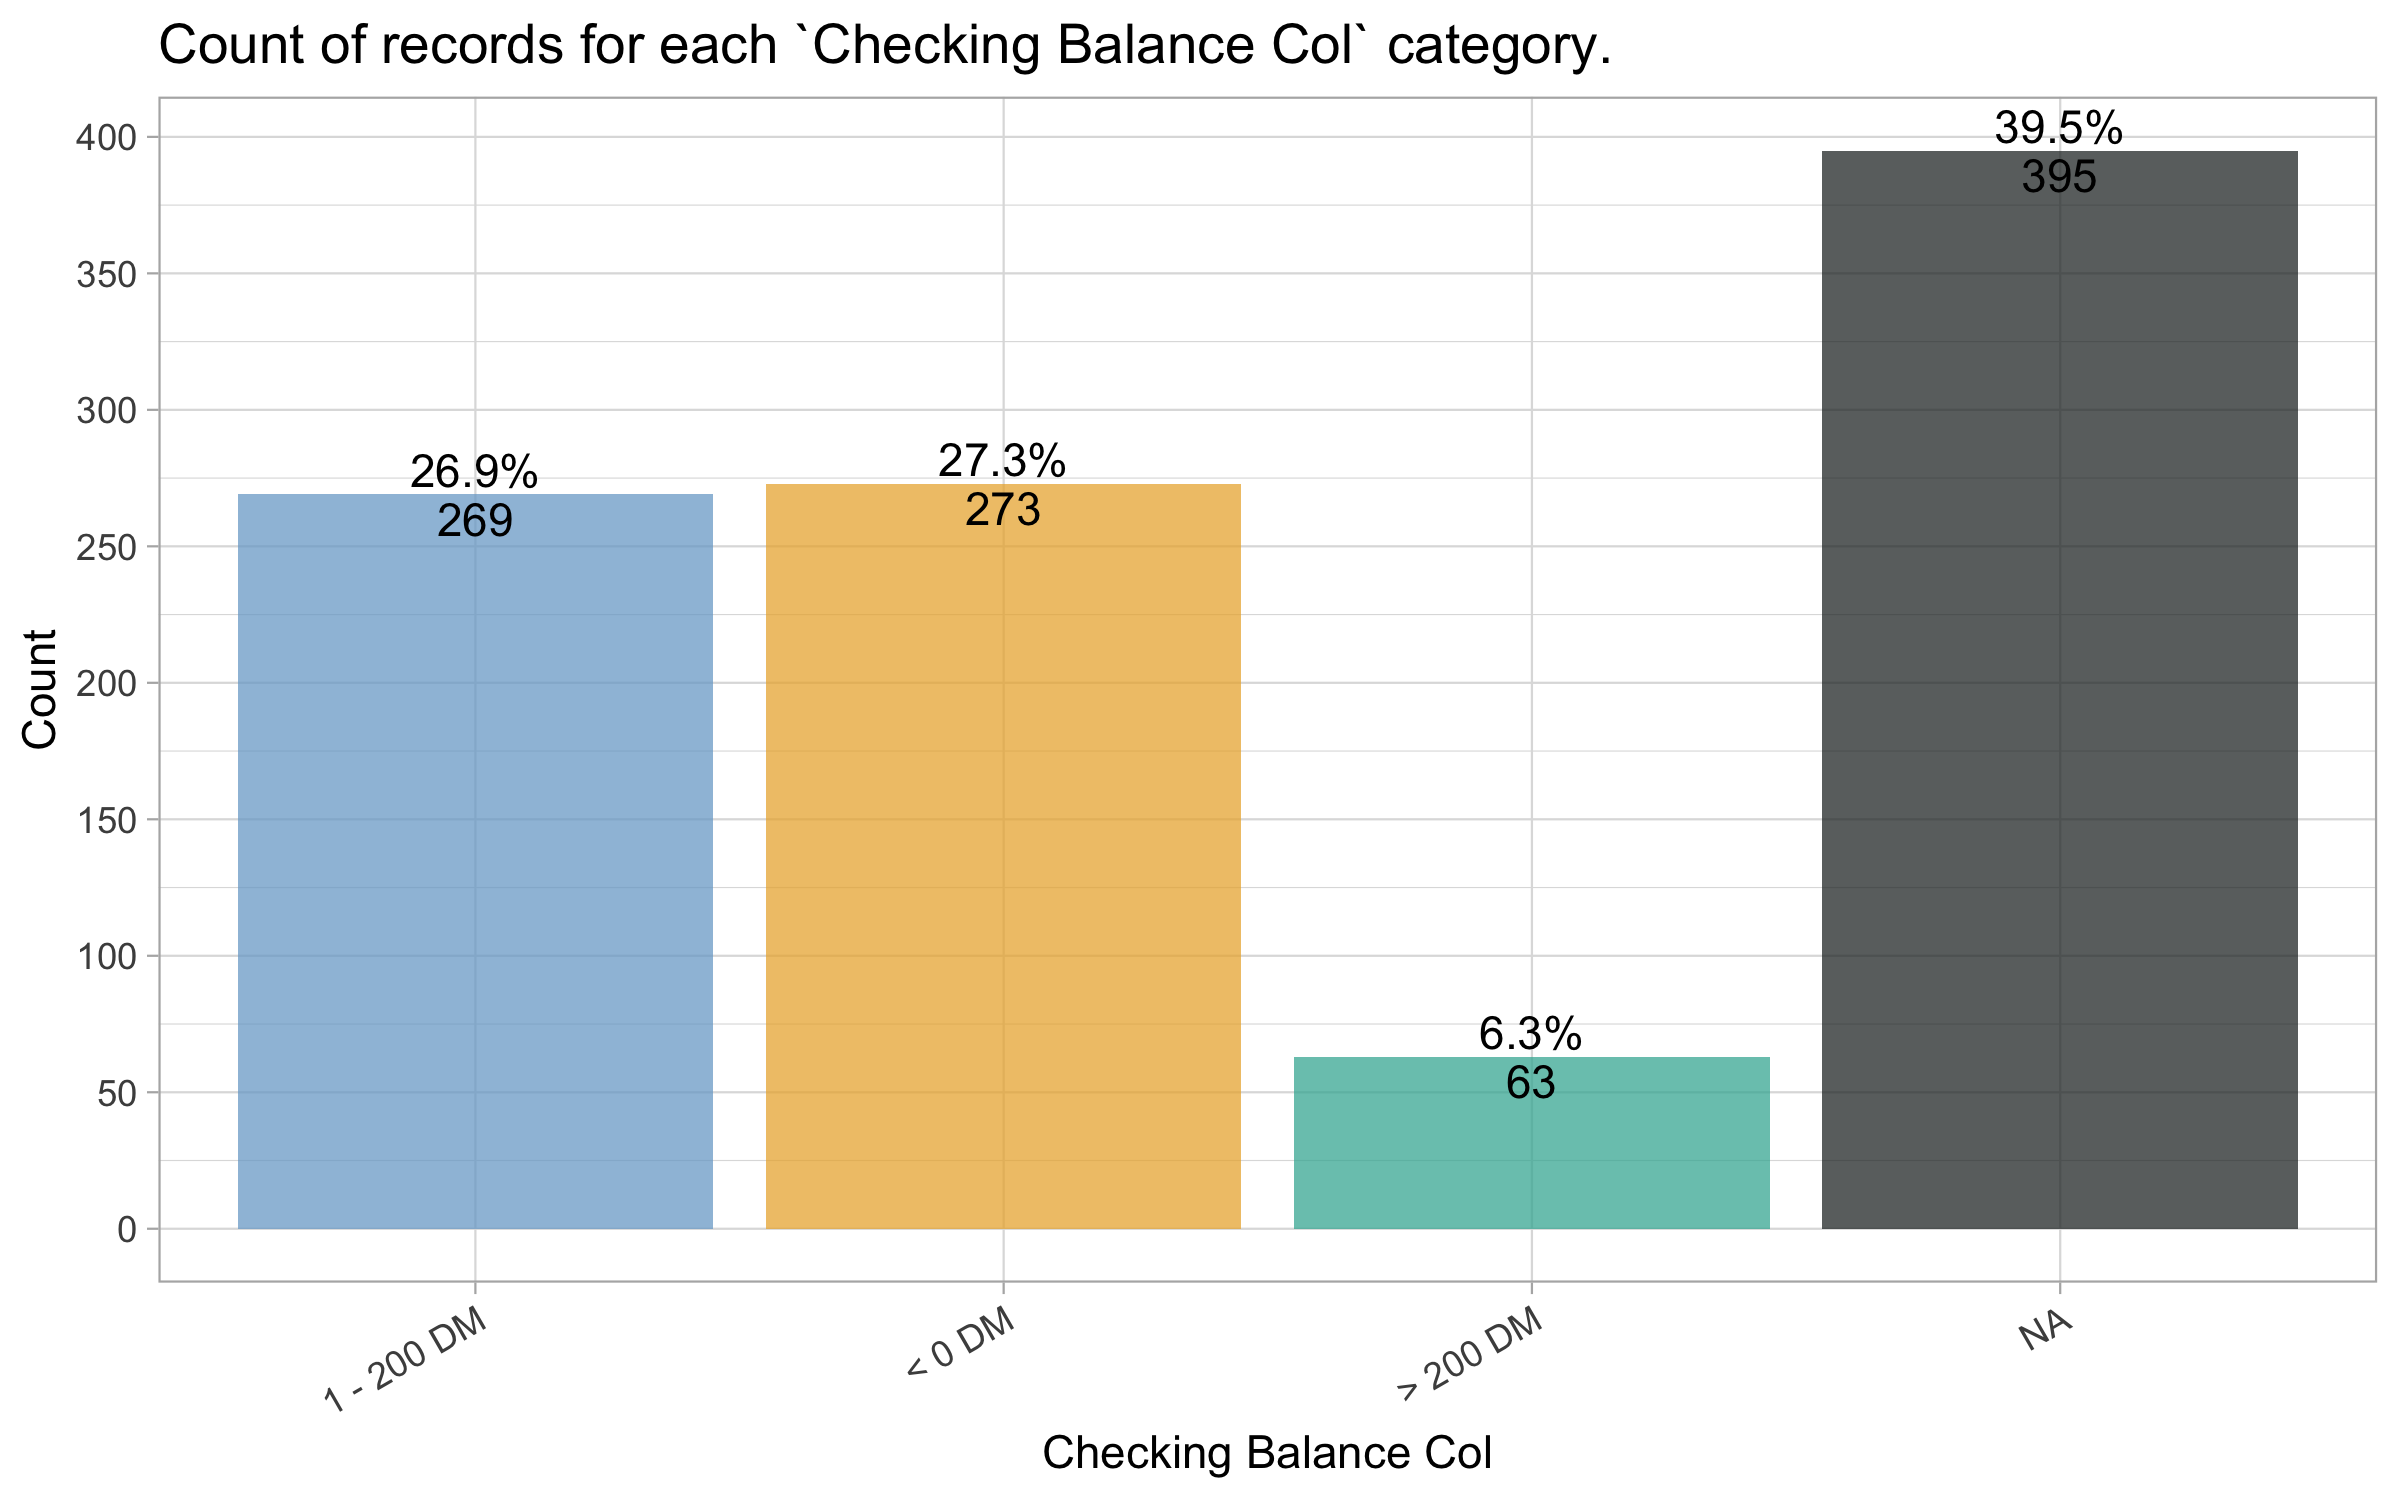 Count of records for each `Checking Balance Col` category.
Count
400
350
300
250
200
150
100
50
0
26.9%
269
27.3%
273
6.3%
63
39.5%
395
1 - 200 DM
< 0 DM
> 200 DM
NA
Checking Balance Col